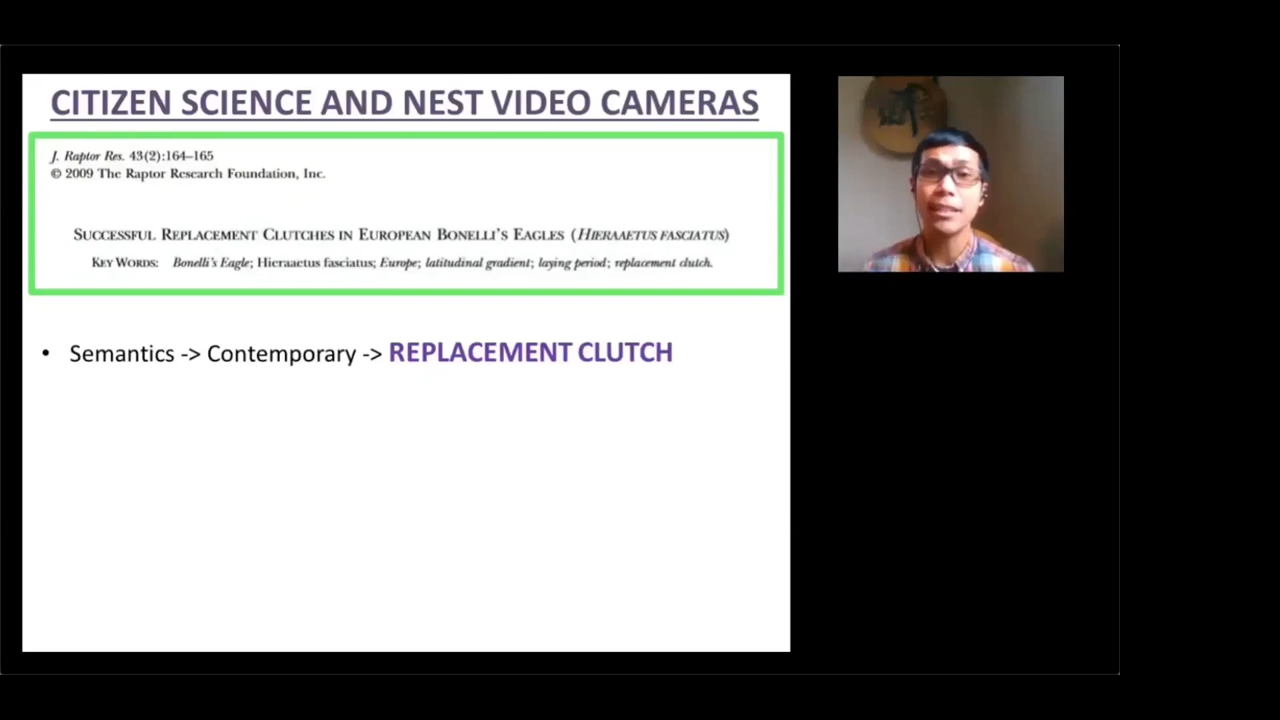 CITIZEN SCIENCE AND NEST VIDEO CAMERAS
J. Raptor Res. 43(2):164–165
© 2009 The Raptor Research Foundation, Inc.
SUCCESSFUL REPLACEMENT CLUTCHES IN EUROPEAN BONELLI'S EAGLES (HIERAAETUS FASCIATUS)
KEY WORDS: Bonelli's Eagle; Hieraaetus fasciatus; Europe; latitudinal gradient; laying period; replacement clutch.
• Semantics -> Contemporary -> REPLACEMENT CLUTCH